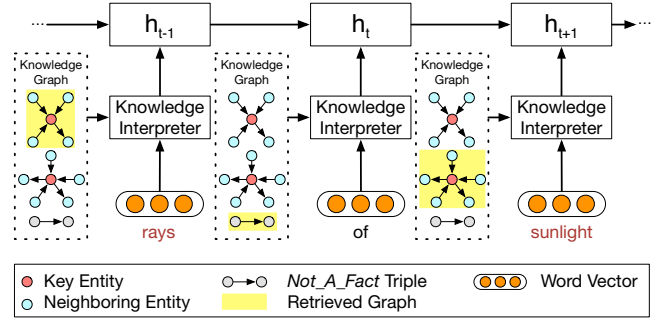 ... h_{t-1} h_t h_{t+1} ...
Knowledge Graph Knowledge Graph Knowledge Graph
Knowledge Interpreter Knowledge Interpreter Knowledge Interpreter
rays of sunlight
Key Entity Not_A_Fact Triple Word Vector
Neighboring Entity Retrieved Graph